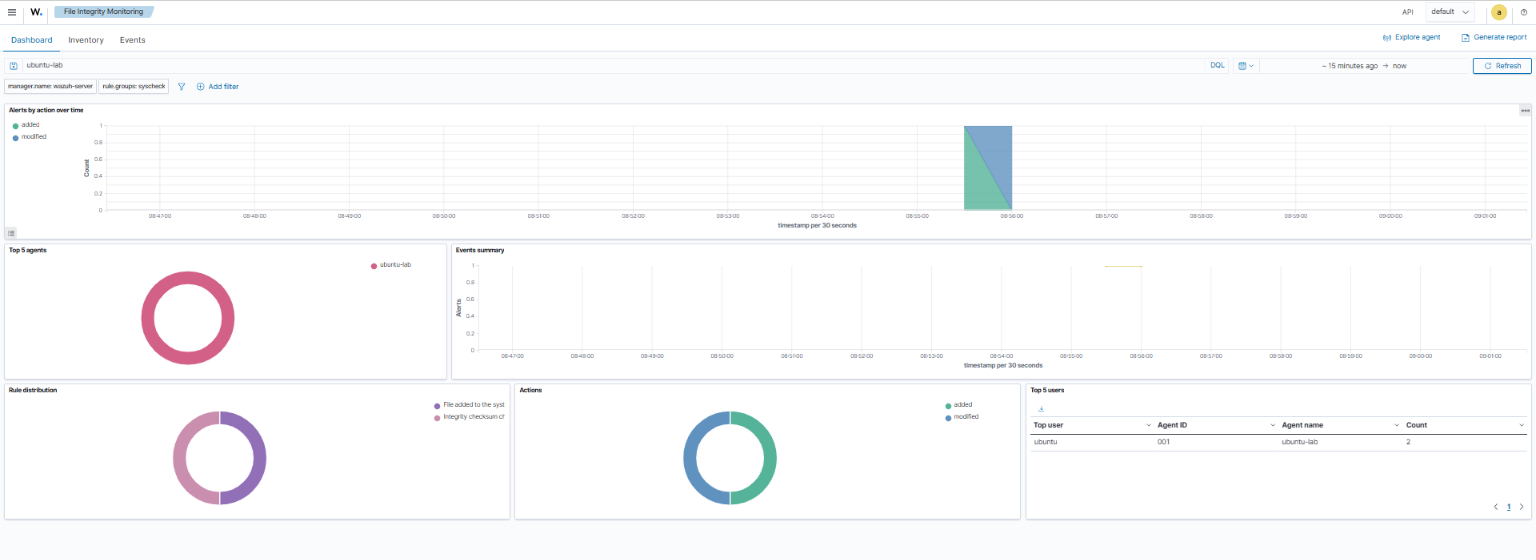 W. File Integrity Monitoring API default a
Dashboard Inventory Events Explore agent Generate report
ubuntu-lab DQL ~ 15 minutes ago → now Refresh
manager.name: wazuh-server rule.groups: syscheck Add filter
Alerts by action over time
added
modified
Count
1
0.8
0.6
0.4
0.2
0
08:47:00 08:48:00 08:49:00 08:50:00 08:51:00 08:52:00 08:53:00 08:54:00 08:55:00 08:56:00 08:57:00 08:58:00 08:59:00 09:00:00 09:01:00
timestamp per 30 seconds
Top 5 agents
ubuntu-lab
Events summary
Alerts
1
0.8
0.6
0.4
0.2
0
08:47:00 08:48:00 08:49:00 08:50:00 08:51:00 08:52:00 08:53:00 08:54:00 08:55:00 08:56:00 08:57:00 08:58:00 08:59:00 09:00:00 09:01:00
timestamp per 30 seconds
Rule distribution
File added to the syst
Integrity checksum ch
Actions
added
modified
Top 5 users
Top user Agent ID Agent name Count
ubuntu 001 ubuntu-lab 2
1